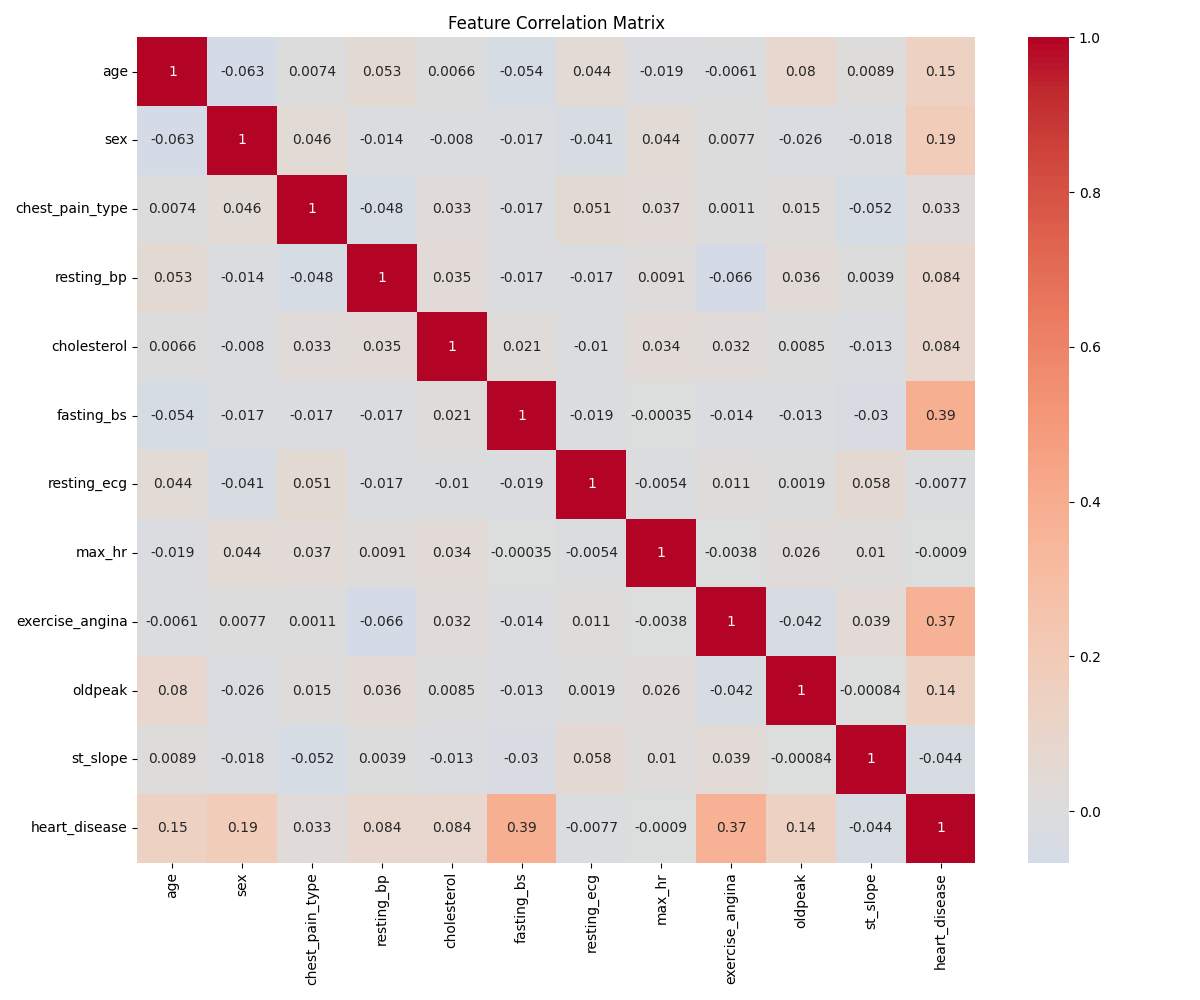 Feature Correlation Matrix
age 1 -0.063 0.0074 0.053 0.0066 -0.054 0.044 -0.019 -0.0061 0.08 0.0089 0.15
sex -0.063 1 0.046 -0.014 -0.008 -0.017 -0.041 0.044 0.0077 -0.026 -0.018 0.19
chest_pain_type 0.0074 0.046 1 -0.048 0.033 -0.017 0.051 0.037 0.0011 0.015 -0.052 0.033
resting_bp 0.053 -0.014 -0.048 1 0.035 -0.017 -0.017 0.0091 -0.066 0.036 0.0039 0.084
cholesterol 0.0066 -0.008 0.033 0.035 1 0.021 -0.01 0.034 0.032 0.0085 -0.013 0.084
fasting_bs -0.054 -0.017 -0.017 -0.017 0.021 1 -0.019 -0.00035 -0.014 -0.013 -0.03 0.39
resting_ecg 0.044 -0.041 0.051 -0.017 -0.01 -0.019 1 -0.0054 0.011 0.0019 0.058 -0.0077
max_hr -0.019 0.044 0.037 0.0091 0.034 -0.00035 -0.0054 1 -0.0038 0.026 0.01 -0.0009
exercise_angina -0.0061 0.0077 0.0011 -0.066 0.032 -0.014 0.011 -0.0038 1 -0.042 0.039 0.37
oldpeak 0.08 -0.026 0.015 0.036 0.0085 -0.013 0.0019 0.026 -0.042 1 -0.00084 0.14
st_slope 0.0089 -0.018 -0.052 0.0039 -0.013 -0.03 0.058 0.01 0.039 -0.00084 1 -0.044
heart_disease 0.15 0.19 0.033 0.084 0.084 0.39 -0.0077 -0.0009 0.37 0.14 -0.044 1
age sex chest_pain_type resting_bp cholesterol fasting_bs resting_ecg max_hr exercise_angina oldpeak st_slope heart_disease
1.0
0.8
0.6
0.4
0.2
0.0